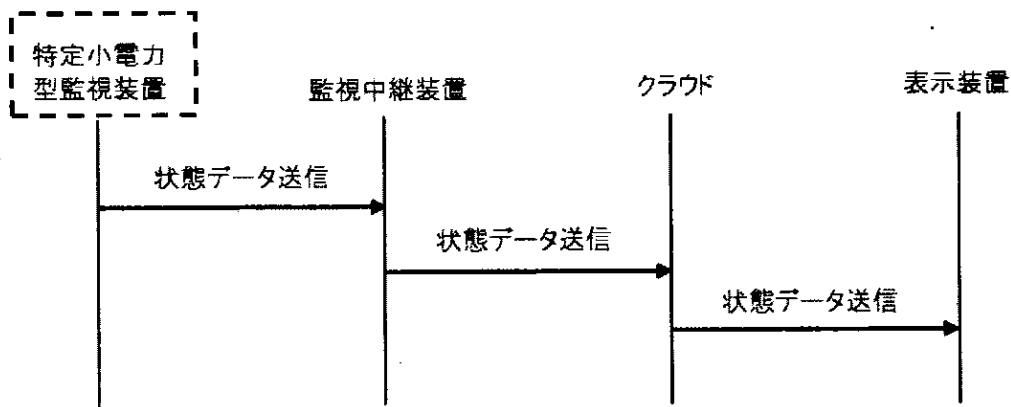 特定小電力
型監視装置
監視中継装置
クラウド
表示装置
状態データ送信
状態データ送信
状態データ送信